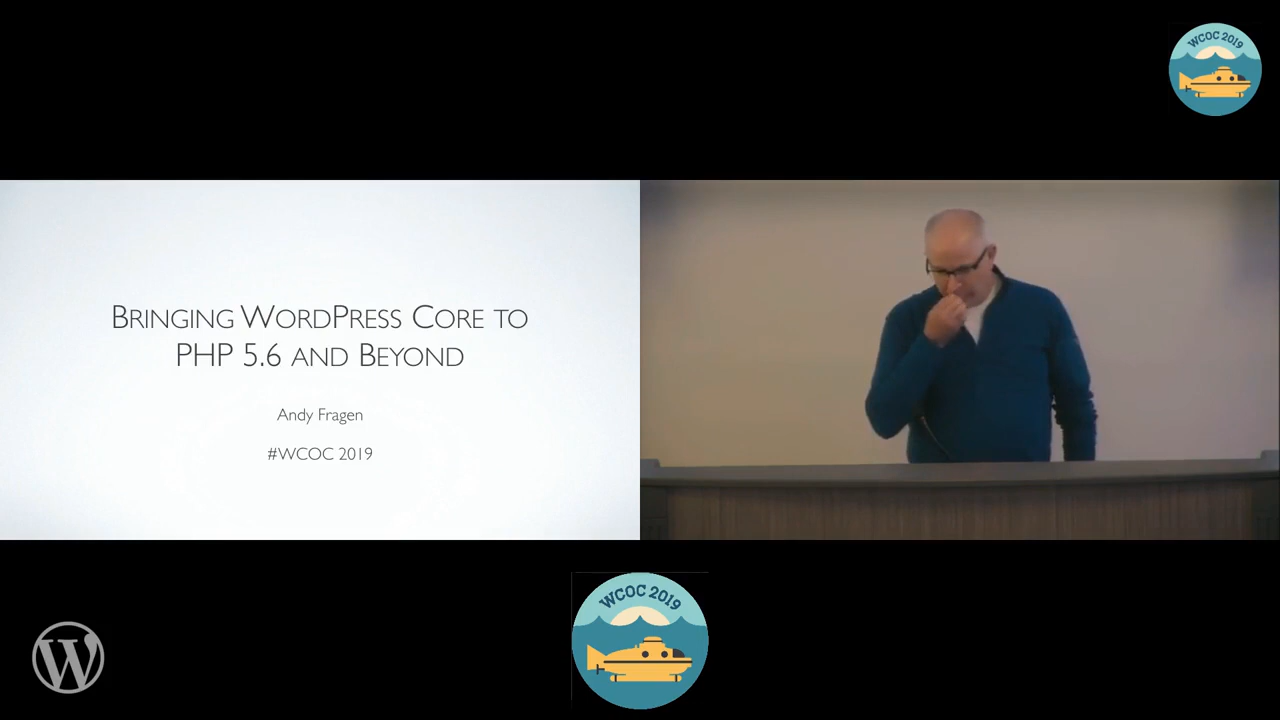 WCOC 2019
BRINGING WORDPRESS CORE TO
PHP 5.6 AND BEYOND
Andy Fragen
#WCOC 2019
WCOC 2019
W